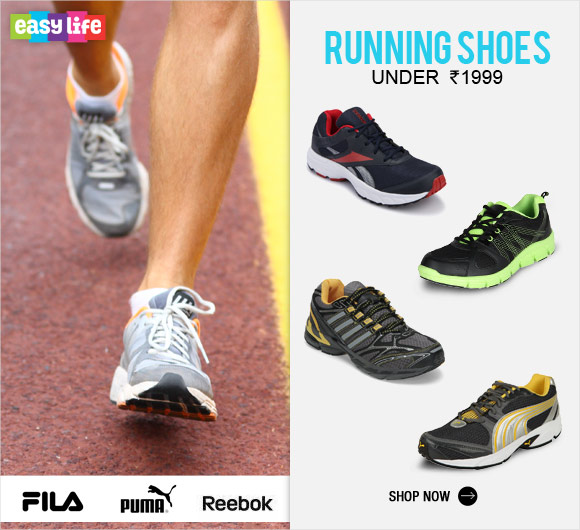 easy life
RUNNING SHOES
UNDER ₹1999
FILA
PUMA
Reebok
SHOP NOW